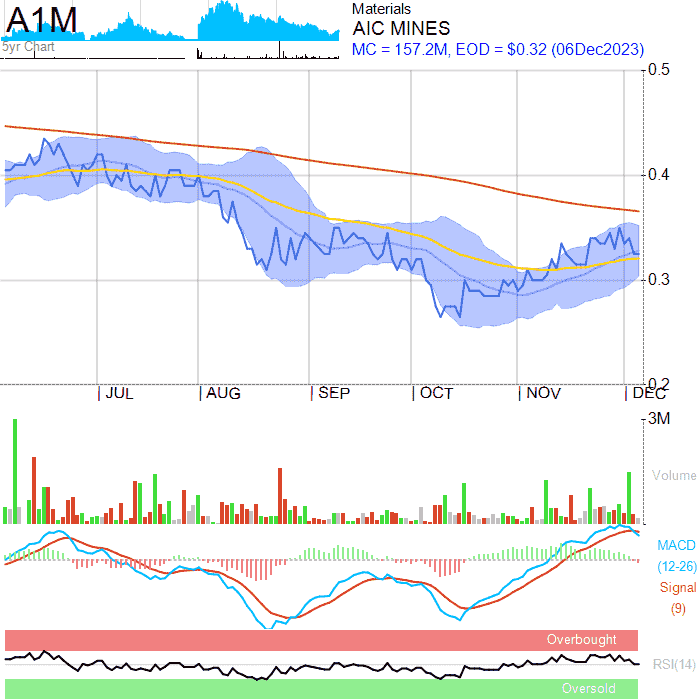 A1M
5yr Chart
Materials
AIC MINES
MC = 157.2M, EOD = $0.32 (06Dec2023)
0.5
0.4
0.3
0.2
JUL AUG SEP OCT NOV DEC
3M
Volume
MACD
(12-26)
Signal
(9)
Overbought
RSI(14)
Oversold